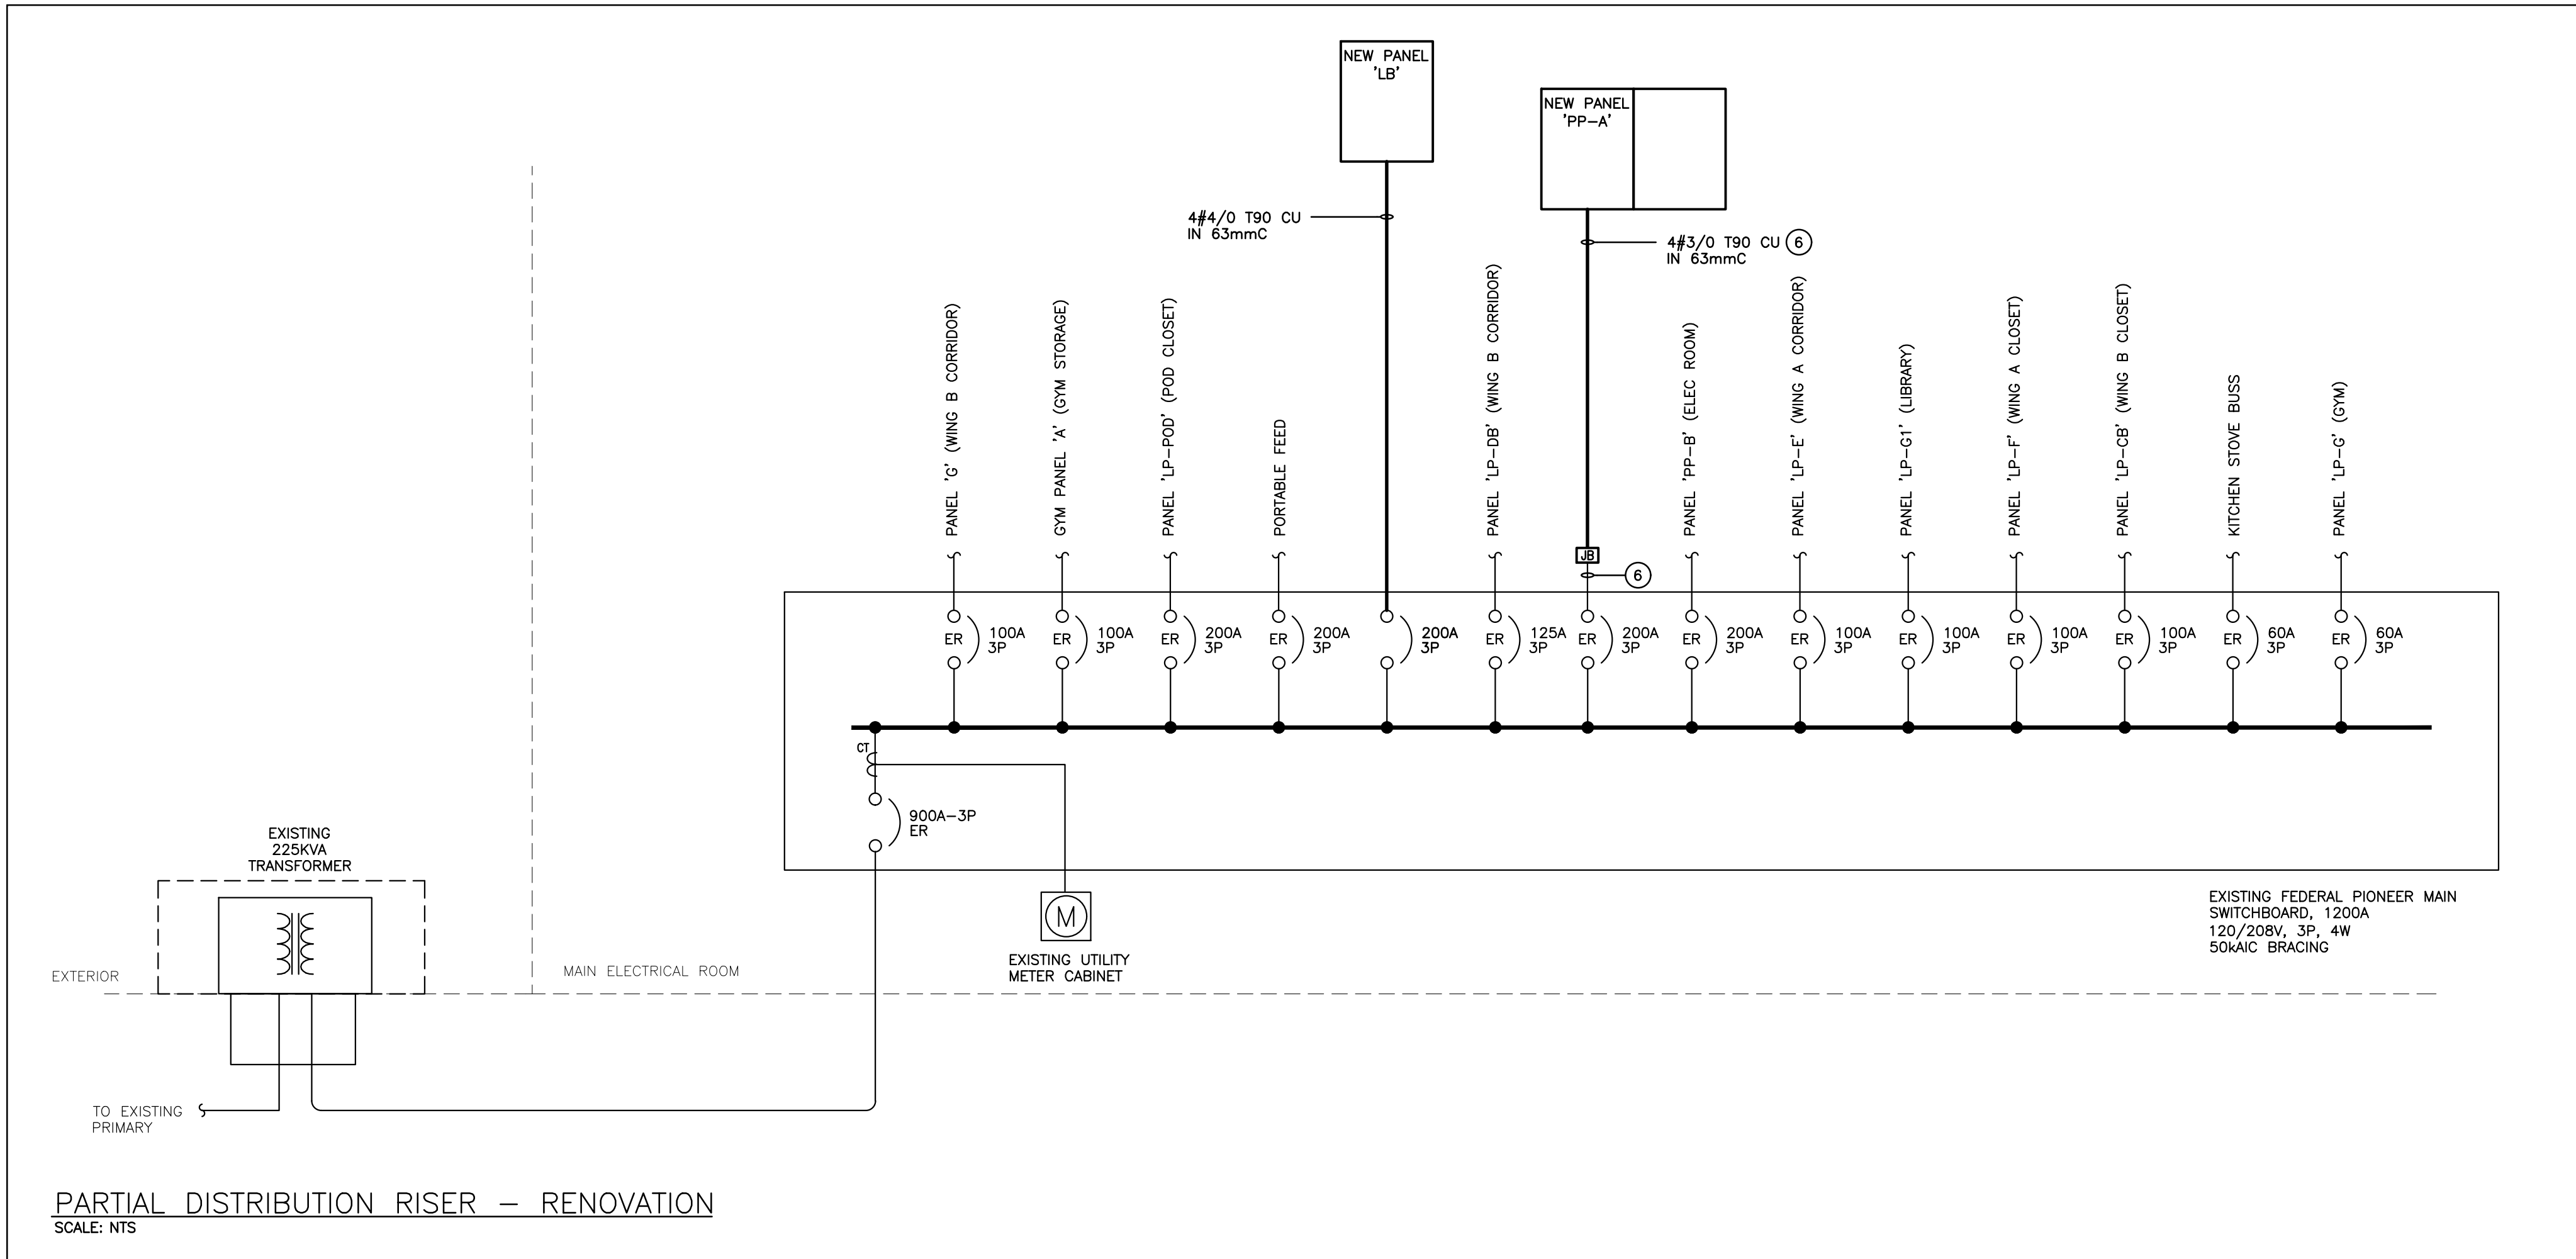 NEW PANEL
'LB'
NEW PANEL
'PP-A'
4#4/0 T90 CU
IN 63mmC
4#3/0 T90 CU 6
IN 63mmC
PANEL 'G' (WING B CORRIDOR)
GYM PANEL 'A' (GYM STORAGE)
PANEL 'LP-POD' (POD CLOSET)
PORTABLE FEED
PANEL 'LP-DB' (WING B CORRIDOR)
PANEL 'PP-B' (ELEC ROOM)
PANEL 'LP-E' (WING A CORRIDOR)
PANEL 'LP-G1' (LIBRARY)
PANEL 'LP-F' (WING A CLOSET)
PANEL 'LP-CB' (WING B CLOSET)
KITCHEN STOVE BUSS
PANEL 'LP-G' (GYM)
JB
6
ER 100A
3P
ER 100A
3P
ER 200A
3P
ER 200A
3P
200A
3P
ER 125A
3P
ER 200A
3P
ER 200A
3P
ER 100A
3P
ER 100A
3P
ER 100A
3P
ER 100A
3P
ER 60A
3P
ER 60A
3P
CT
900A-3P
ER
EXISTING
225KVA
TRANSFORMER
M
EXISTING UTILITY
METER CABINET
EXISTING FEDERAL PIONEER MAIN
SWITCHBOARD, 1200A
120/208V, 3P, 4W
50kAIC BRACING
EXTERIOR
MAIN ELECTRICAL ROOM
TO EXISTING
PRIMARY
PARTIAL DISTRIBUTION RISER - RENOVATION
SCALE: NTS